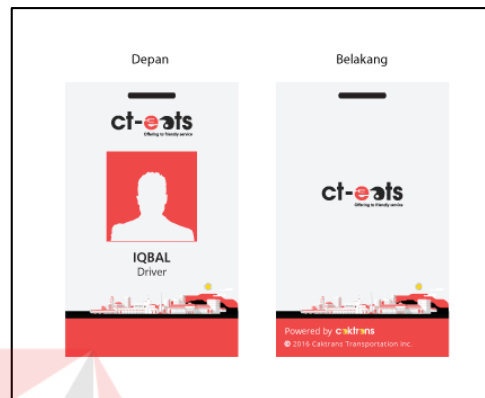 Depan
ct-eats
Offering to friendly service
IQBAL
Driver
Belakang
ct-eats
Offering to friendly service
Powered by caktrans
© 2016 Caktrans Transportation inc.